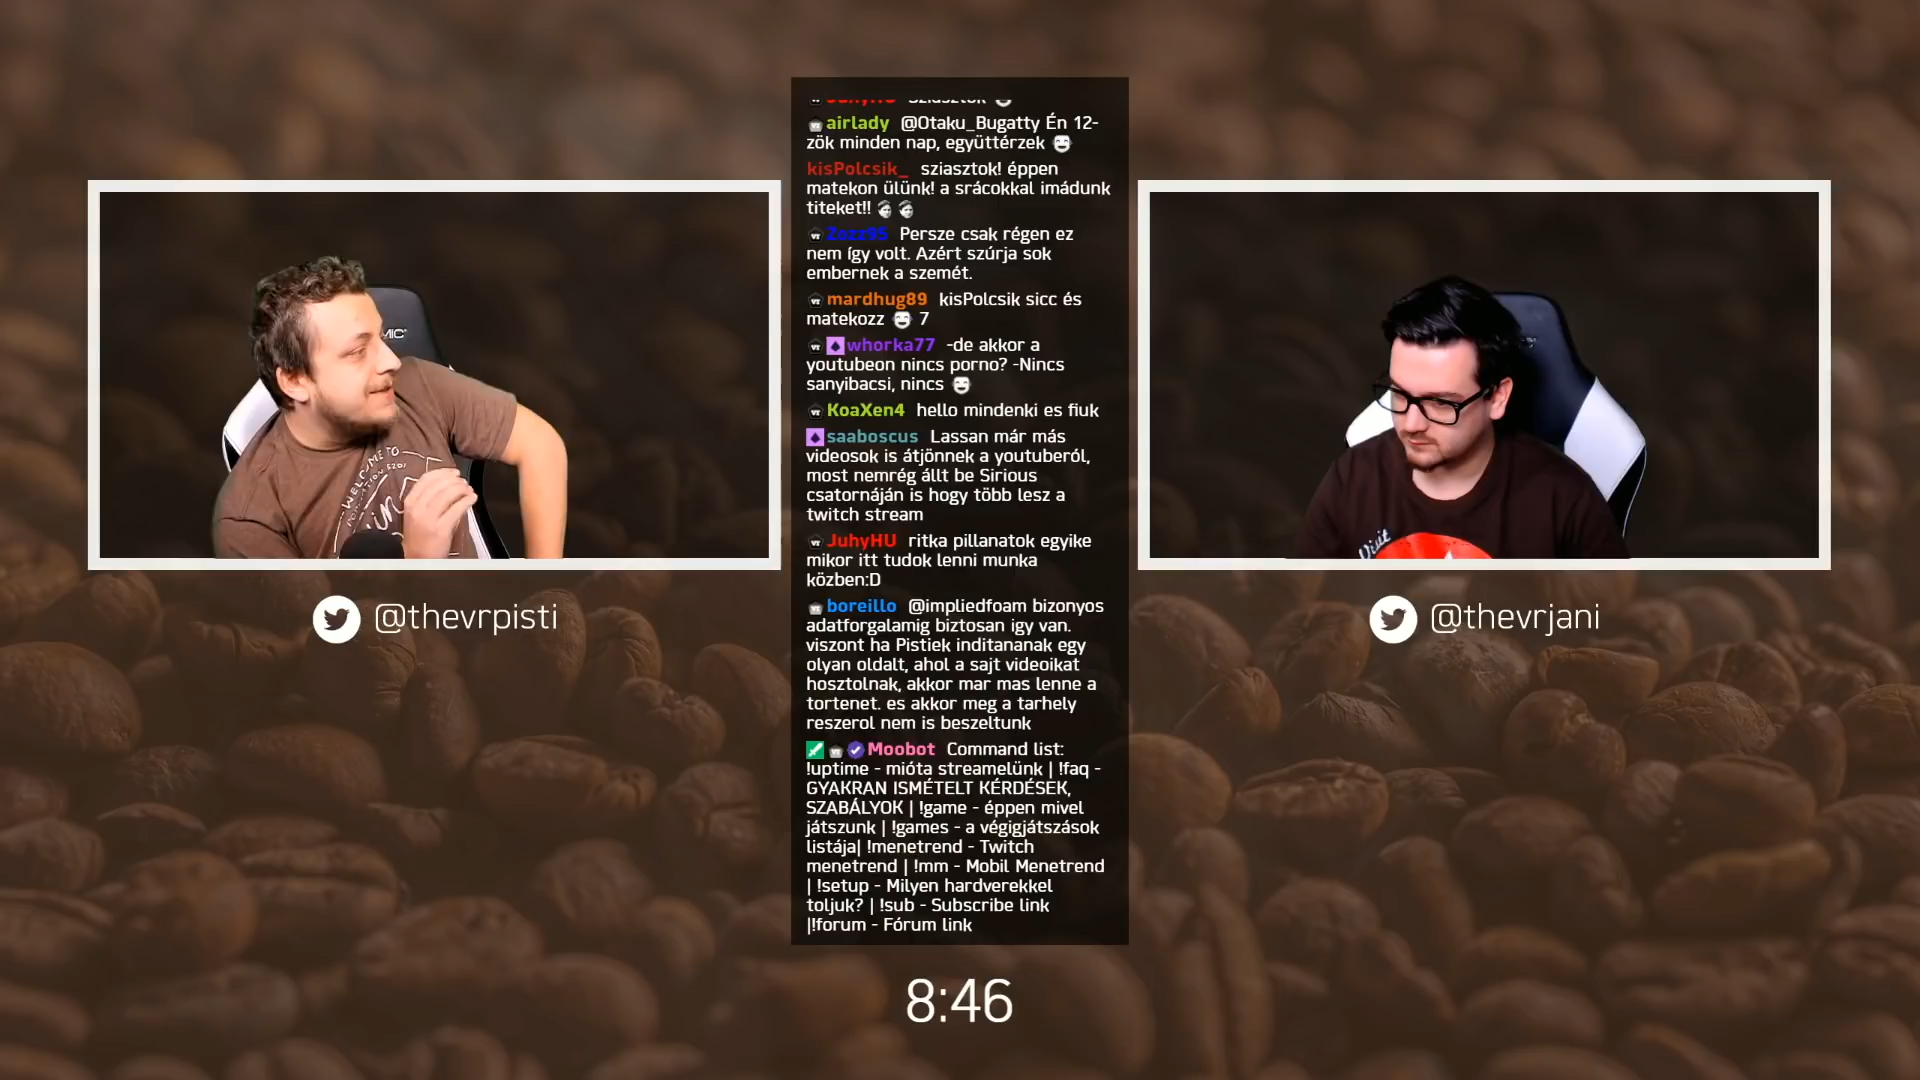 JuhyHU sziasztok
airlady @Otaku_Bugatty Én 12-
zök minden nap, együttérzek
kisPolcsik_ sziasztok! éppen
matekon ülünk! a srácokkal imádunk
titeket!!
Zozz95 Persze csak régen ez
nem így volt. Azért szúrja sok
embernek a szemét.
mardhug89 kisPolcsik sicc és
matekozz 7
whorka77 -de akkor a
youtubeon nincs porno? -Nincs
sanyibacsi, nincs
KoaXen4 hello mindenki es fiuk
saaboscus Lassan már más
videosok is átjönnek a youtuberól,
most nemrég állt be Sirious
csatornáján is hogy több lesz a
twitch stream
JuhyHU ritka pillanatok egyike
mikor itt tudok lenni munka
közben:D
boreillo @impliedfoam bizonyos
adatforgalamig biztosan igy van.
viszont ha Pistiek inditananak egy
olyan oldalt, ahol a sajt videoikat
hosztolnak, akkor mar mas lenne a
tortenet. es akkor meg a tarhely
reszerol nem is beszeltunk
Moobot Command list:
!uptime - mióta streamelünk | !faq -
GYAKRAN ISMÉTELT KÉRDÉSEK,
SZABÁLYOK | !game - éppen mivel
játszunk | !games - a végigjátszások
listája| !menetrend - Twitch
menetrend | !mm - Mobil Menetrend
| !setup - Milyen hardverekkel
toljuk? | !sub - Subscribe link
|!forum - Fórum link
WELCOME TO
@thevrpisti
Visit
@thevrjani
8:46